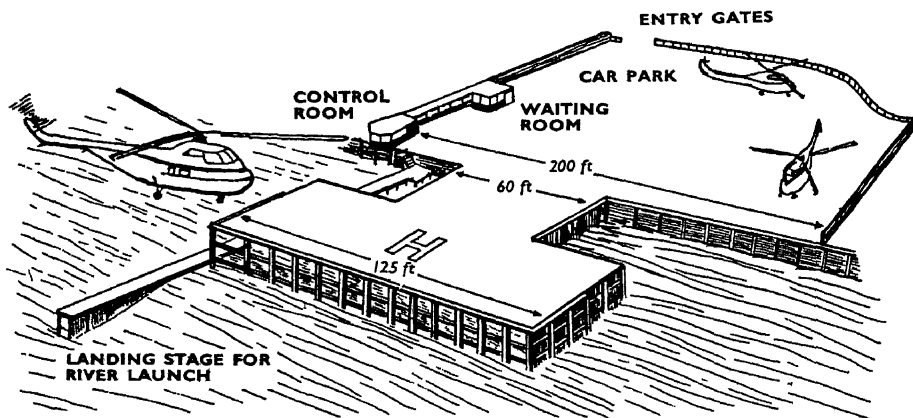 ENTRY GATES
CAR PARK
CONTROL
ROOM
WAITING
ROOM
200 ft
60 ft
H
125 ft
LANDING STAGE FOR
RIVER LAUNCH